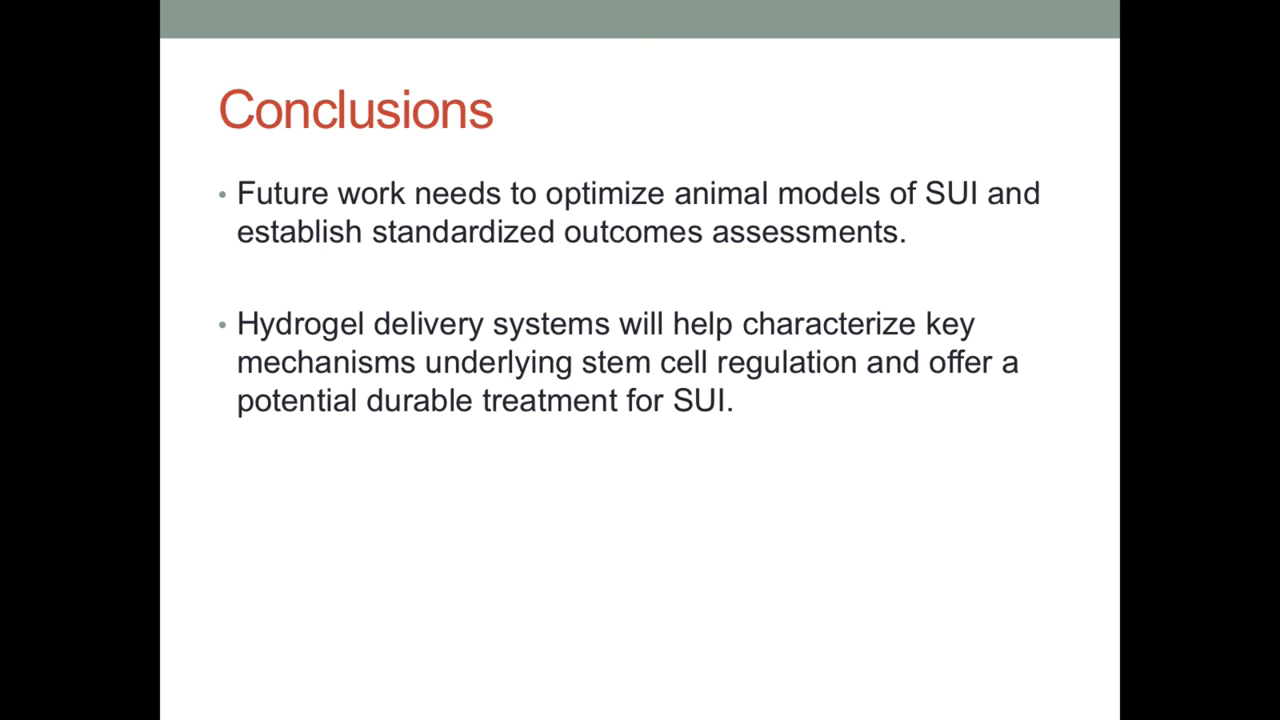 Conclusions
• Future work needs to optimize animal models of SUI and
establish standardized outcomes assessments.
• Hydrogel delivery systems will help characterize key
mechanisms underlying stem cell regulation and offer a
potential durable treatment for SUI.